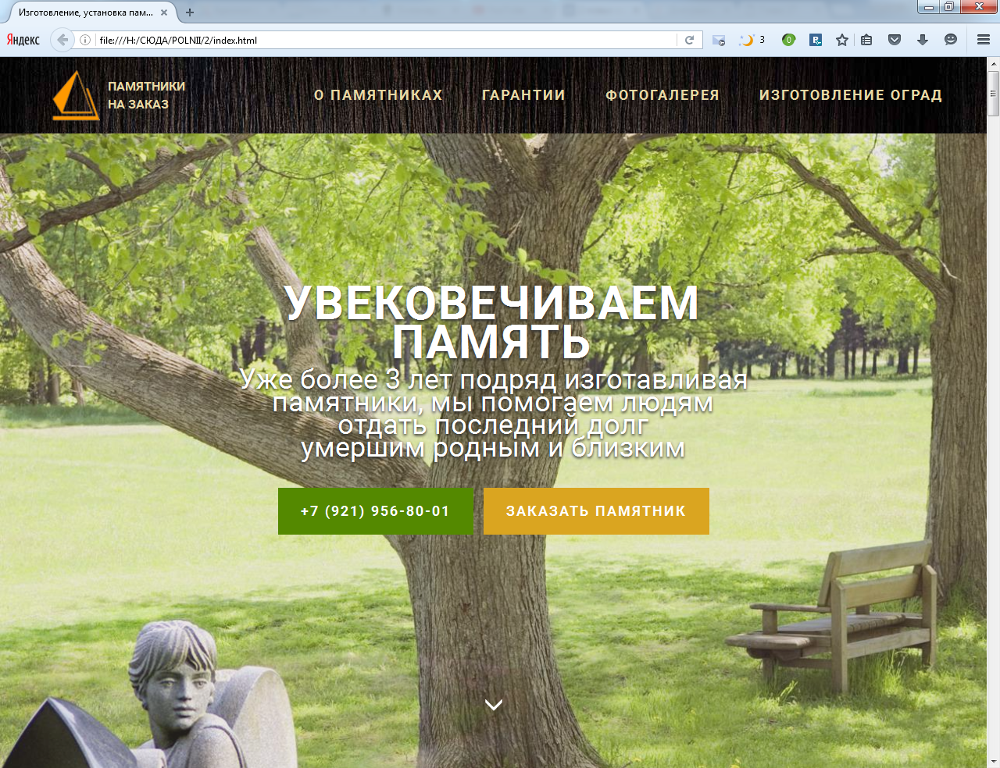 Изготовление, установка пам...
Яндекс
file:///H:/СЮДА/POLNII/2/index.html
3
0
ПАМЯТНИКИ
НА ЗАКАЗ
О ПАМЯТНИКАХ
ГАРАНТИИ
ФОТОГАЛЕРЕЯ
ИЗГОТОВЛЕНИЕ ОГРАД
УВЕКОВЕЧИВАЕМ
ПАМЯТЬ
Уже более 3 лет подряд изготавливая
памятники, мы помогаем людям
отдать последний долг
умершим родным и близким
+7 (921) 956-80-01
ЗАКАЗАТЬ ПАМЯТНИК